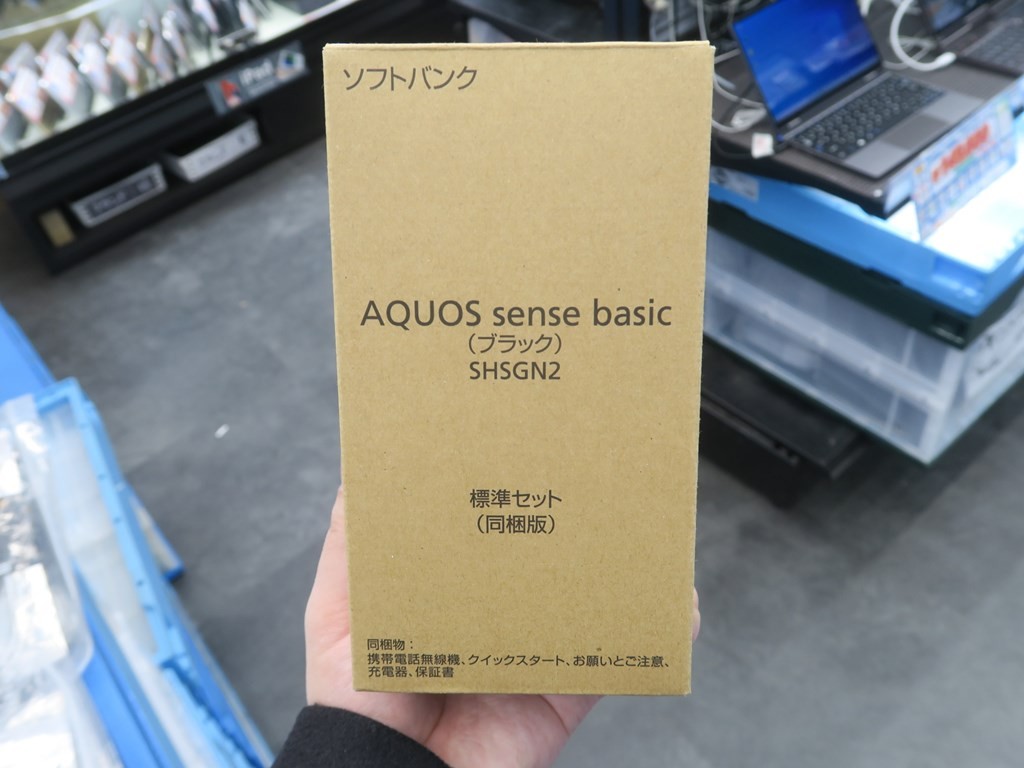 ソフトバンク
AQUOS sense basic
（ブラック）
SHSGN2
標準セット
（同梱版）
同梱物：
携帯電話無線機、クイックスタート、お願いとご注意、
充電器、保証書
iPad